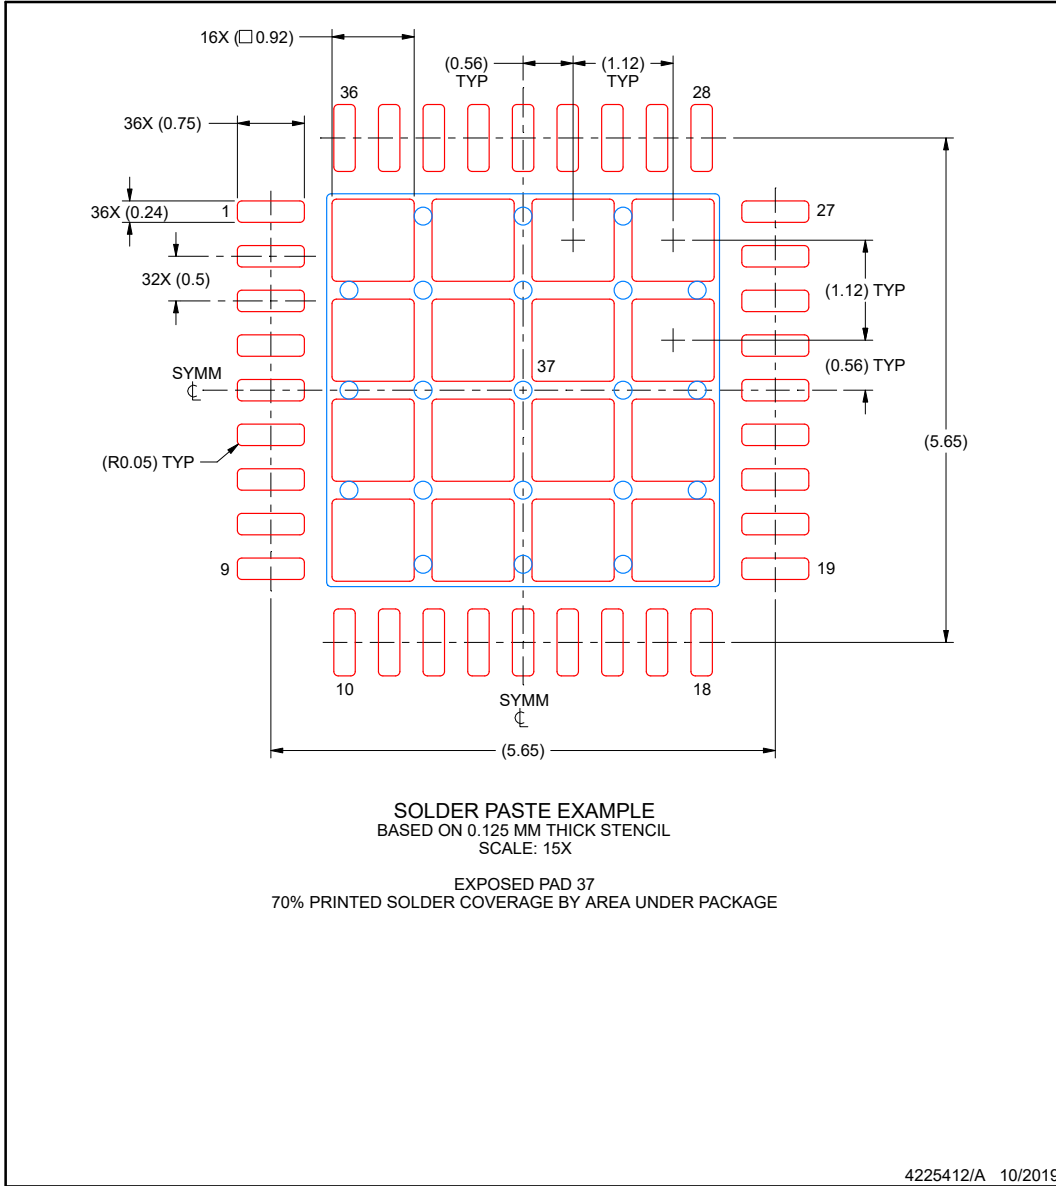 16X (□ 0.92)
(0.56)
TYP
(1.12)
TYP
36
28
36X (0.75)
36X (0.24)
1
27
32X (0.5)
(1.12) TYP
SYMM
℄
37
(0.56) TYP
(R0.05) TYP
(5.65)
9
19
10
18
SYMM
℄
(5.65)
SOLDER PASTE EXAMPLE
BASED ON 0.125 MM THICK STENCIL
SCALE: 15X
EXPOSED PAD 37
70% PRINTED SOLDER COVERAGE BY AREA UNDER PACKAGE
4225412/A 10/2019